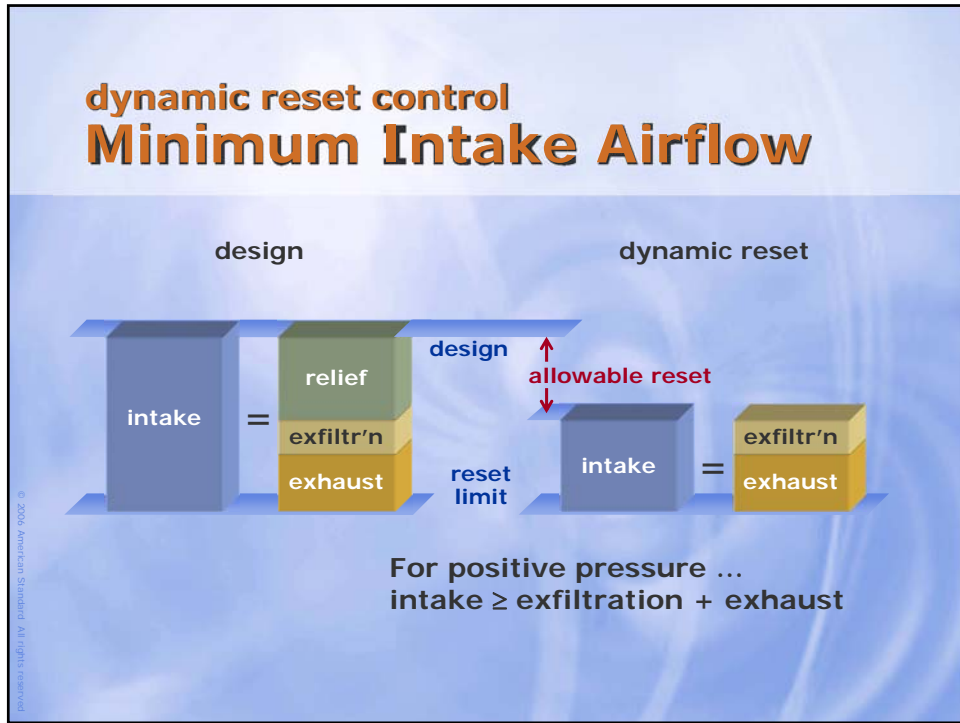 dynamic reset control
Minimum Intake Airflow
design
dynamic reset
intake
=
relief
exfiltr'n
exhaust
design
allowable reset
reset
limit
intake
=
exfiltr'n
exhaust
For positive pressure ...
intake ≥ exfiltration + exhaust
© 2006 American Standard All rights reserved